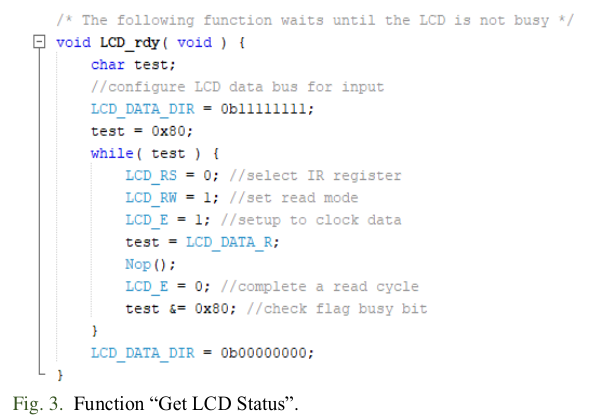 /* The following function waits until the LCD is not busy */
void LCD_rdy( void ) {
char test;
//configure LCD data bus for input
LCD_DATA_DIR = 0b11111111;
test = 0x80;
while( test ) {
LCD_RS = 0; //select IR register
LCD_RW = 1; //set read mode
LCD_E = 1; //setup to clock data
test = LCD_DATA_R;
Nop();
LCD_E = 0; //complete a read cycle
test &= 0x80; //check flag busy bit
}
LCD_DATA_DIR = 0b00000000;
}
Fig. 3. Function “Get LCD Status”.